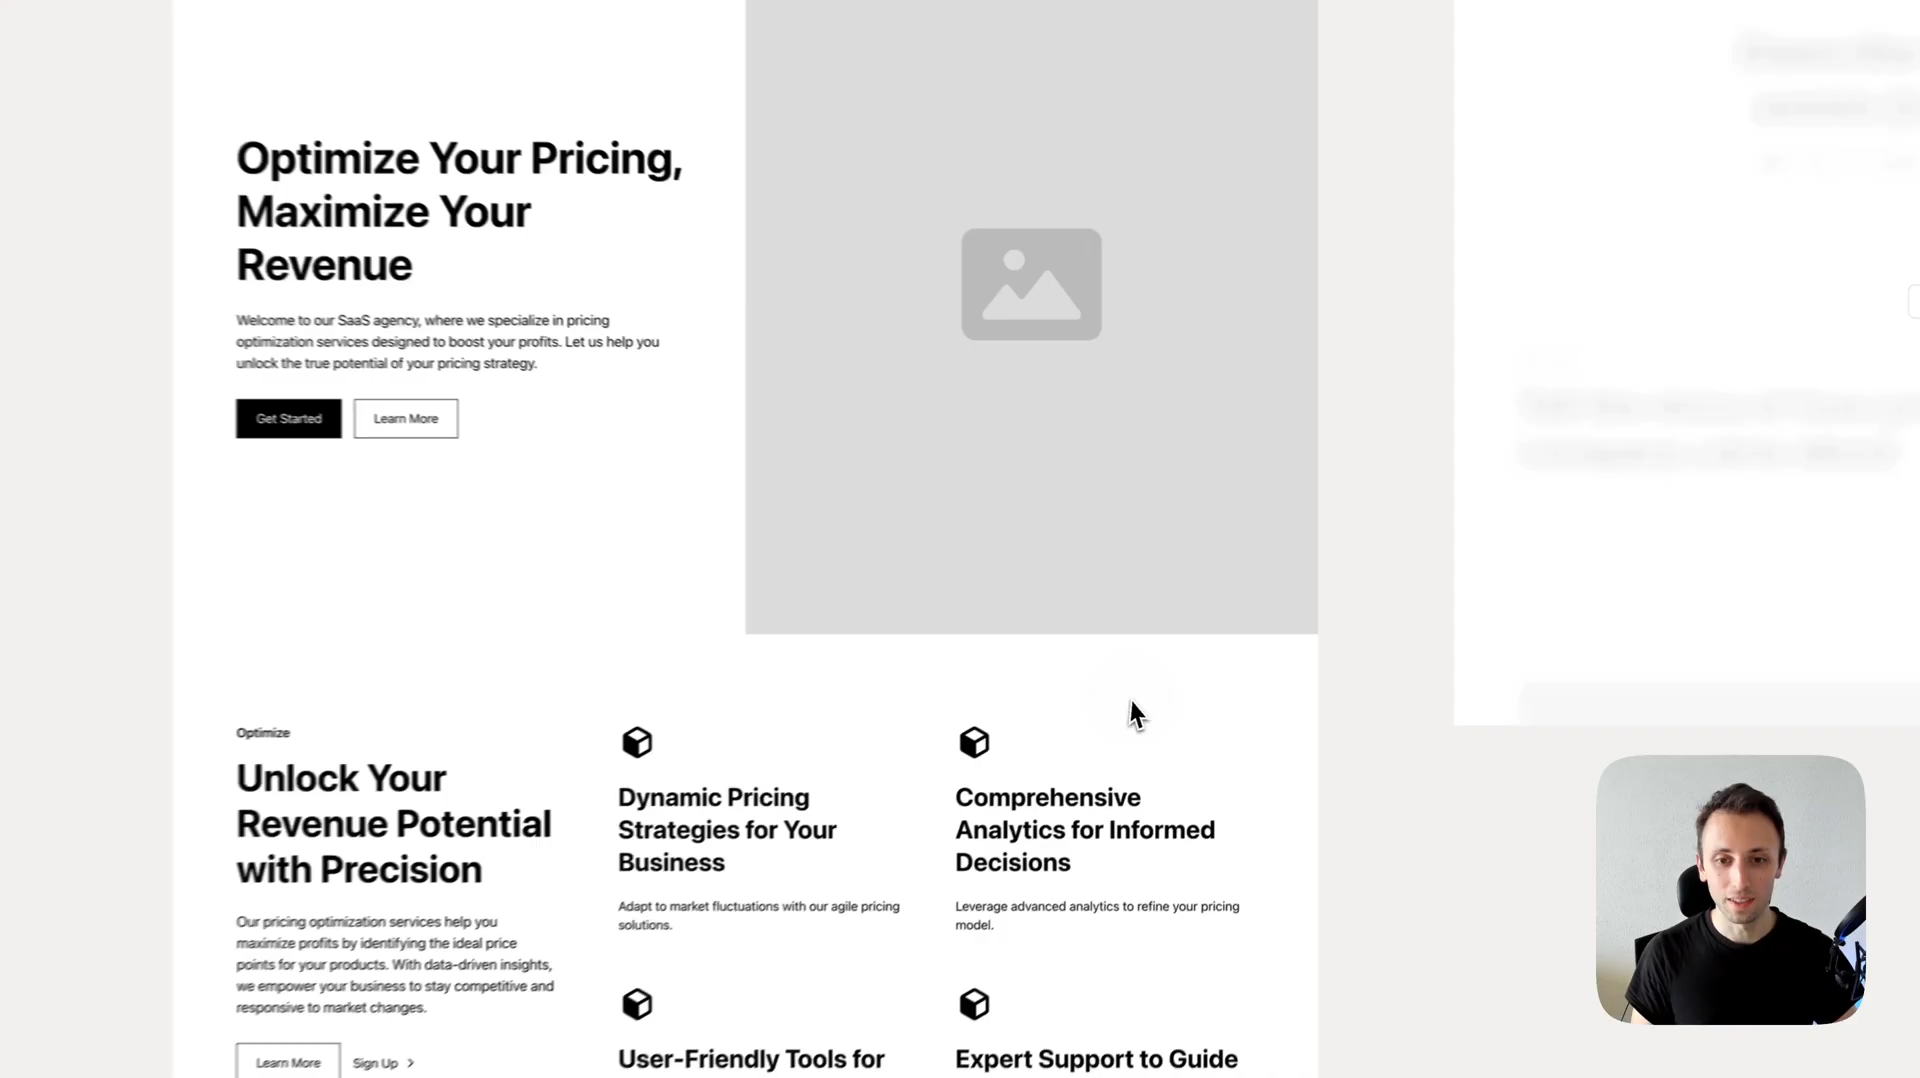 Optimize Your Pricing,
Maximize Your
Revenue
Welcome to our SaaS agency, where we specialize in pricing
optimization services designed to boost your profits. Let us help you
unlock the true potential of your pricing strategy.
Get Started
Learn More
Optimize
Unlock Your
Revenue Potential
with Precision
Our pricing optimization services help you
maximize profits by identifying the ideal price
points for your products. With data-driven insights,
we empower your business to stay competitive and
responsive to market changes.
Learn More
Sign Up >
Dynamic Pricing
Strategies for Your
Business
Adapt to market fluctuations with our agile pricing
solutions.
Comprehensive
Analytics for Informed
Decisions
Leverage advanced analytics to refine your pricing
model.
User-Friendly Tools for
Expert Support to Guide